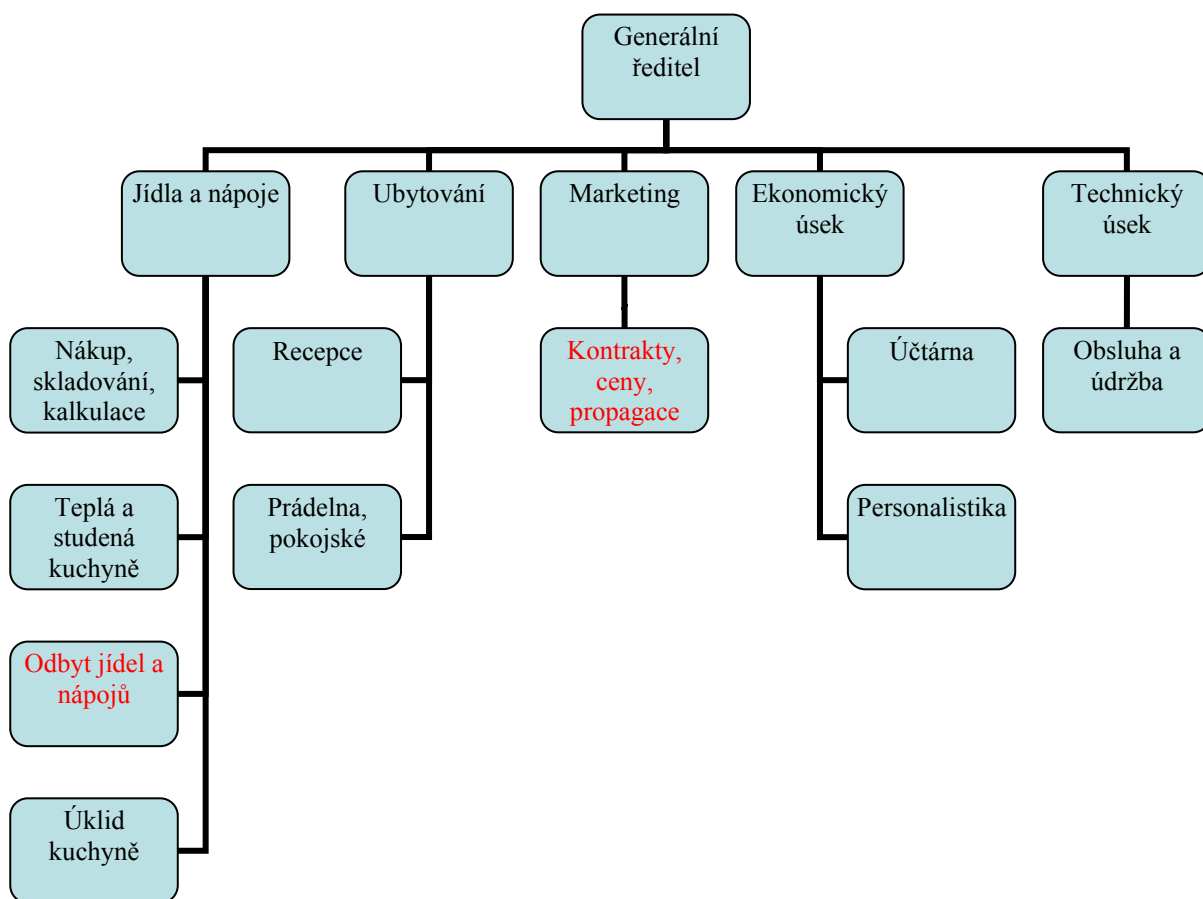 Generální
ředitel
Jídla a nápoje
Ubytování
Marketing
Ekonomický
úsek
Technický
úsek
Nákup,
skladování,
kalkulace
Recepce
Kontrakty,
ceny,
propagace
Účtárna
Obsluha a
údržba
Teplá a
studená
kuchyně
Prádelna,
pokojské
Personalistika
Odbyt jídel a
nápojů
Úklid
kuchyně